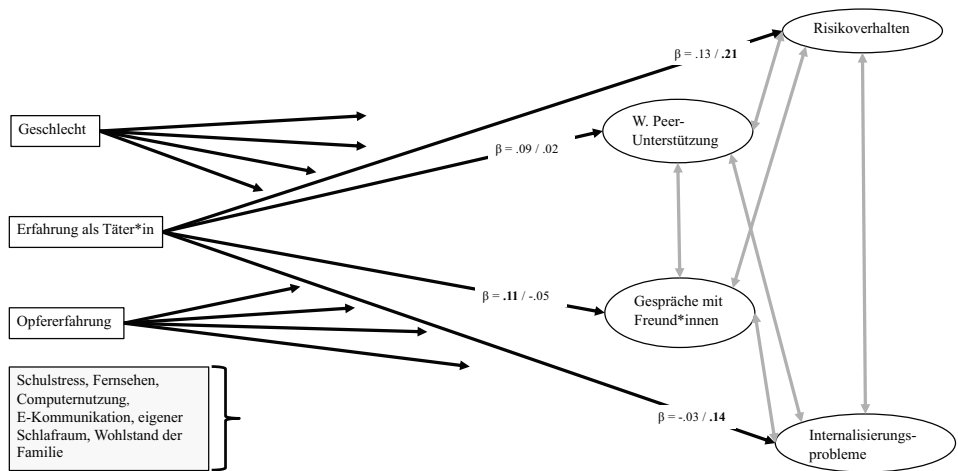 Risikoverhalten
β = .13 / .21
Geschlecht
W. Peer-
Unterstützung
β = .09 / .02
Erfahrung als Täter*in
β = .11 / -.05
Gespräche mit
Freund*innen
Opfererfahrung
Schulstress, Fernsehen,
Computernutzung,
E-Kommunikation, eigener
Schlafraum, Wohlstand der
Familie
β = -.03 / .14
Internalisierungs-
probleme